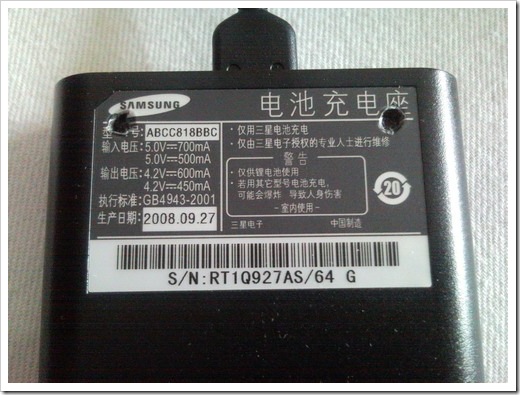 SAMSUNG
电池充电座
型 号: ABCC818BBC
输入电压: 5.0V⎓700mA
5.0V⎓500mA
输出电压: 4.2V⎓600mA
4.2V⎓450mA
执行标准: GB4943-2001
生产日期: 2008.09.27
· 仅用三星电池充电
· 仅由三星电子授权的专业人士进行维修
警告
· 仅供锂电池使用
· 若用其它型号电池充电,
可能会爆炸 导致人身伤害
- 室内使用 -
20
三星电子 中国制造
S/N:RT1Q927AS/64 G